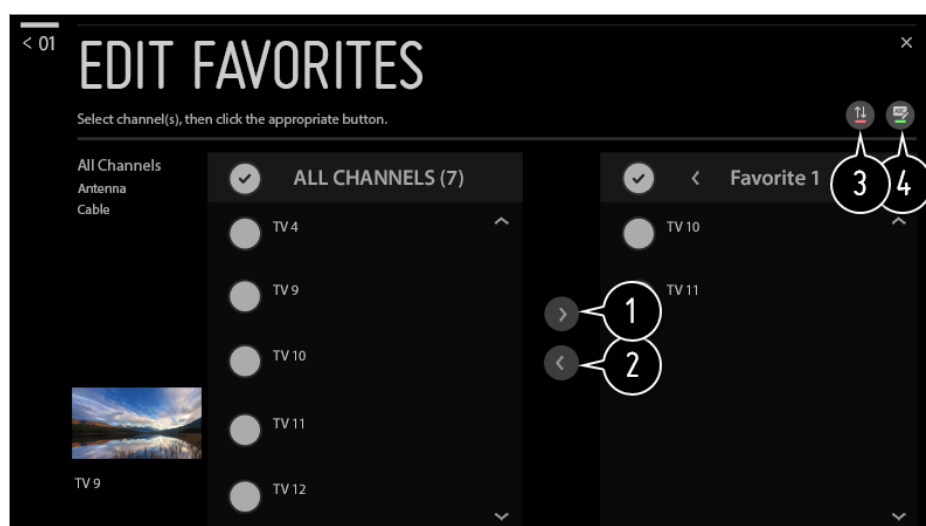 < 01
EDIT FAVORITES
Select channel(s), then click the appropriate button.
3
4
All Channels
Antenna
Cable
ALL CHANNELS (7)
TV 4
TV 9
TV 10
TV 11
TV 12
1
2
< Favorite 1
TV 10
TV 11
TV 9